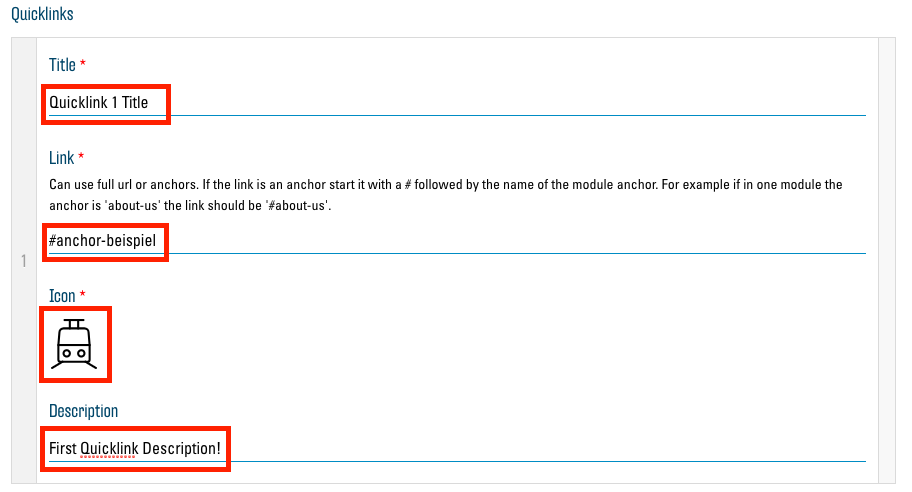 Quicklinks
Title *
Quicklink 1 Title
Link *
Can use full url or anchors. If the link is an anchor start it with a # followed by the name of the module anchor. For example if in one module the
anchor is 'about-us' the link should be '#about-us'.
#anchor-beispiel
1
Icon *
Description
First Quicklink Description!